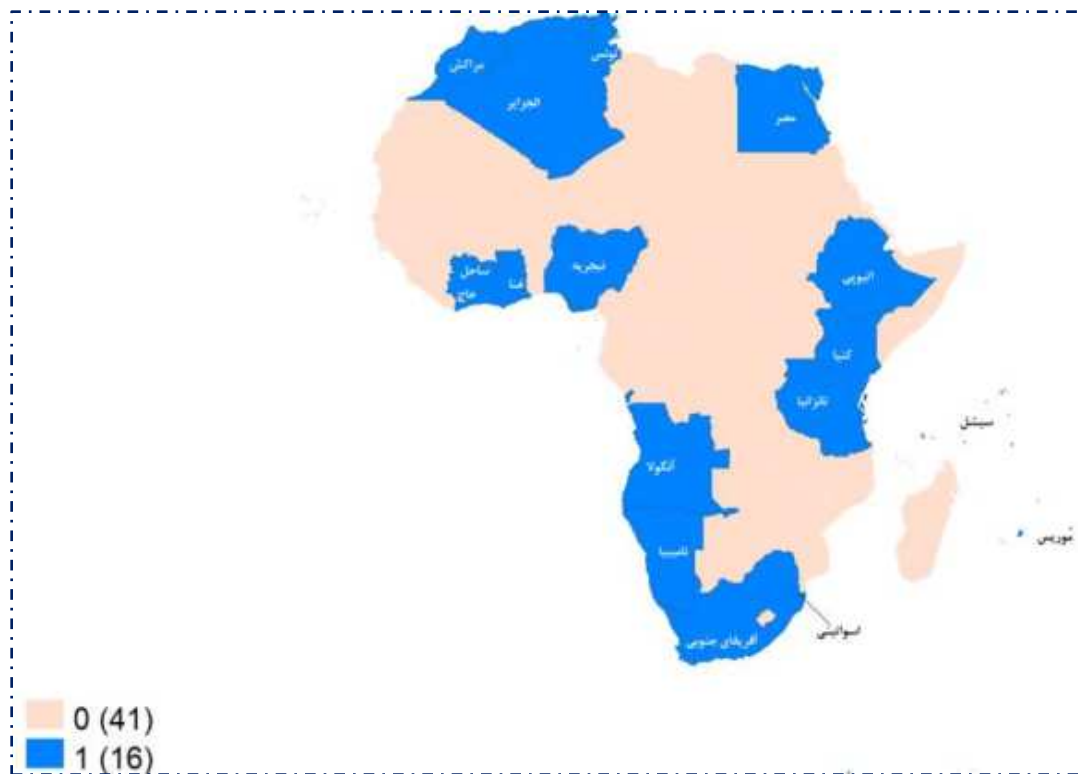 تونس
مراکش
الجزایر
مصر
نیجریه
ساحل
عاج
غنا
اتیوپی
کنیا
تانزانیا
سیشل
آنگولا
موریس
نامیبیا
اسواتینی
آفریقای جنوبی
0 (41)
1 (16)